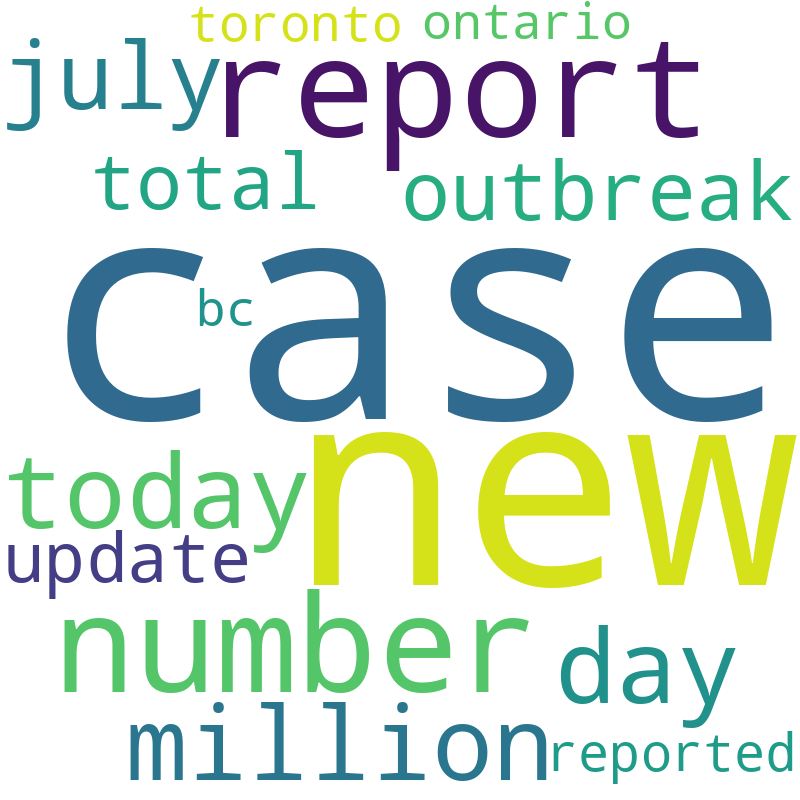 toronto ontario
july report
total outbreak
case
bc
new
today
update
number day
million reported